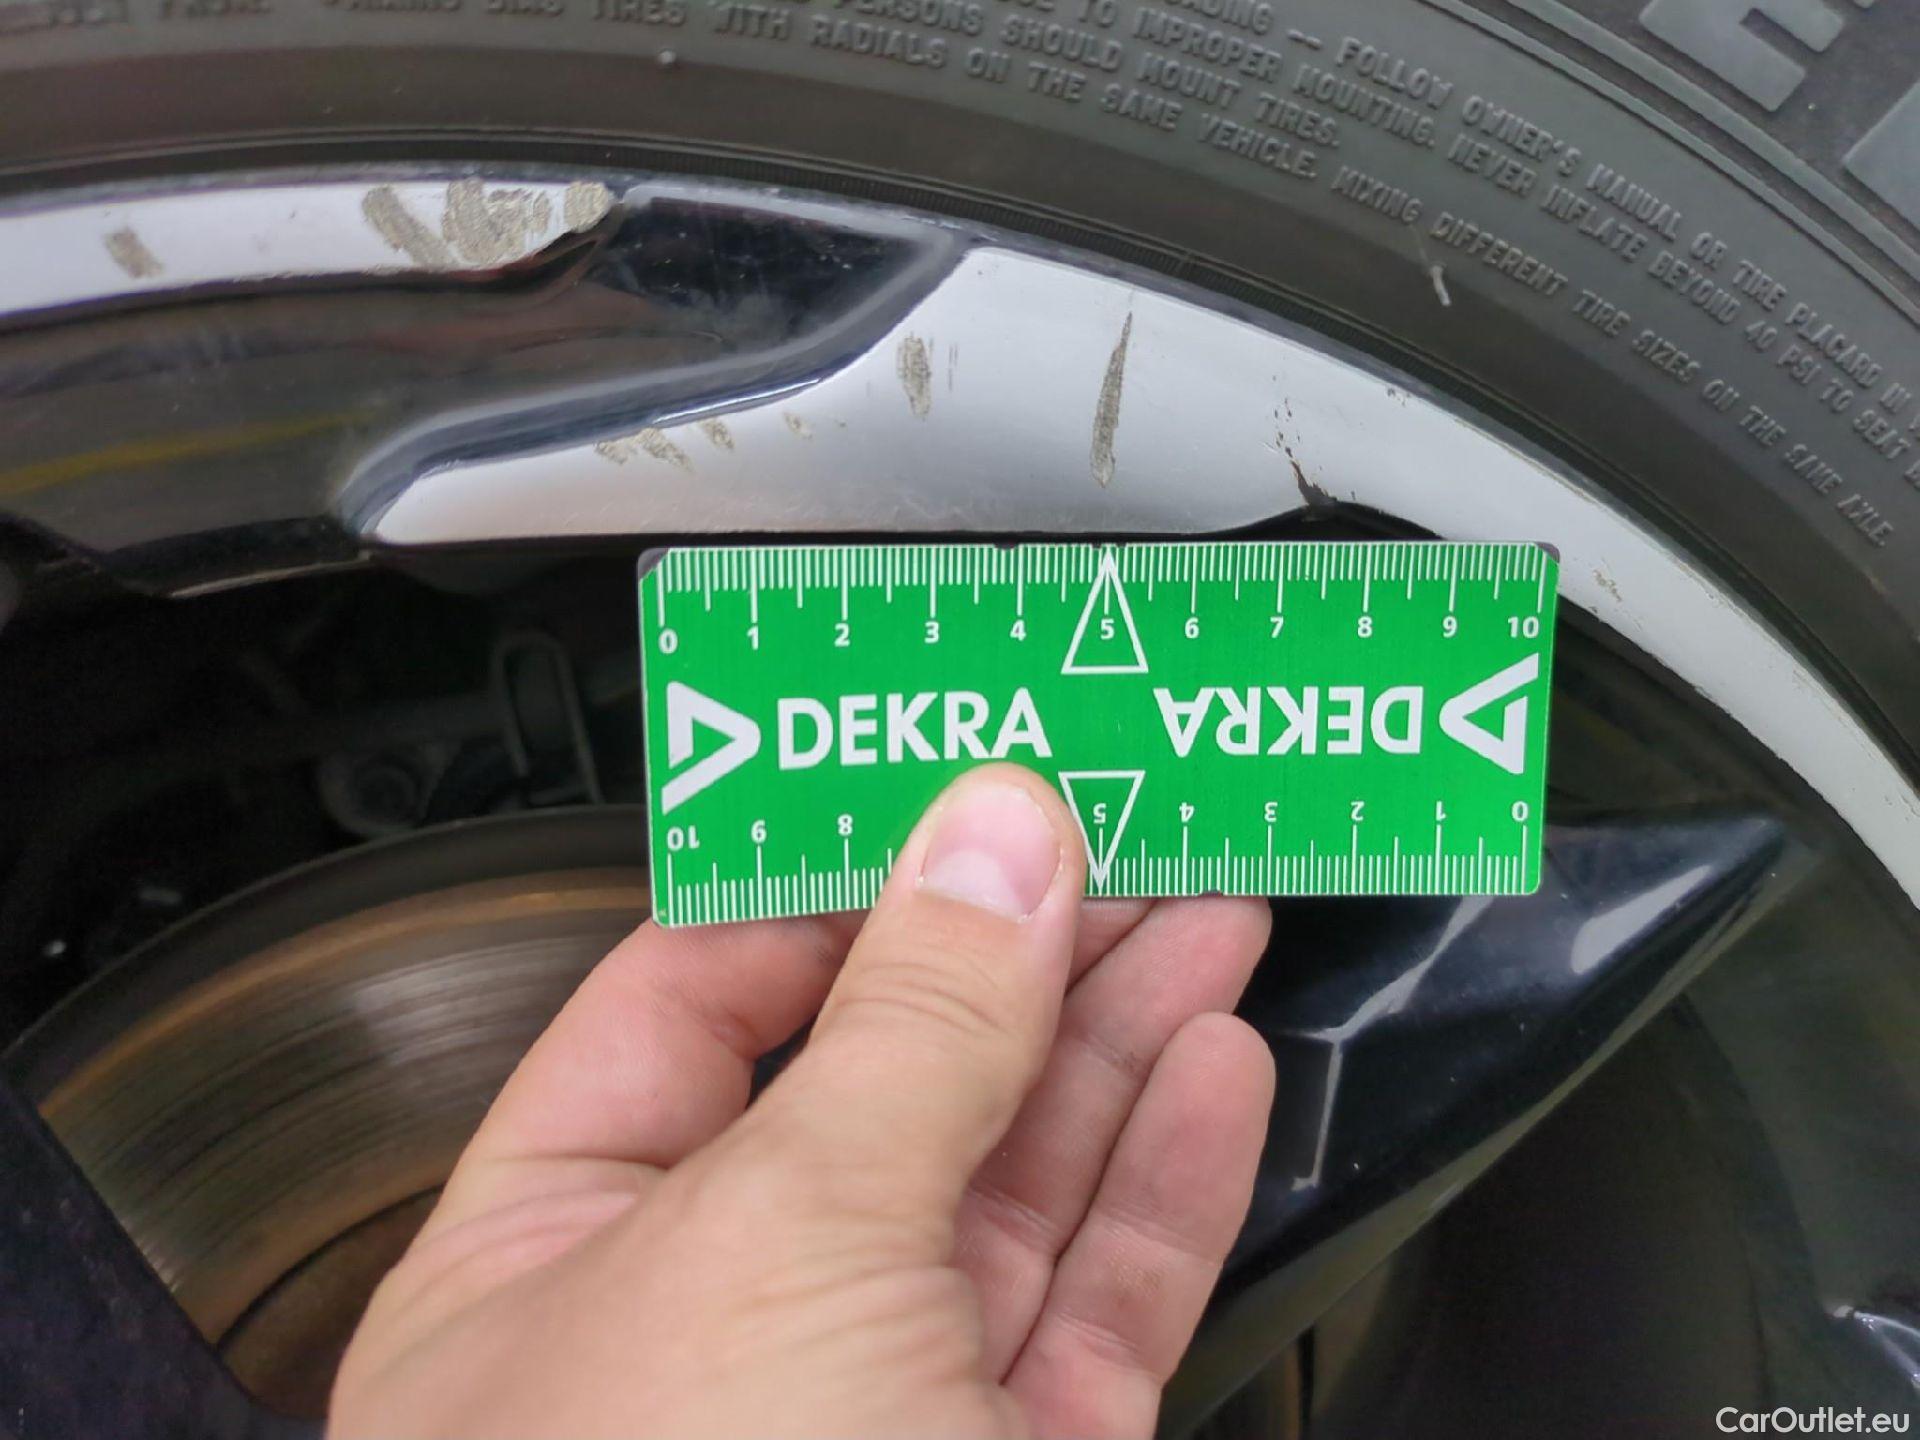 LOADING -- FOLLOW OWNER'S MANUAL OR TIRE PLACARD IN
TO IMPROPER MOUNTING. NEVER INFLATE BEYOND 40 PSI TO SEAT
PERSONS SHOULD MOUNT TIRES.
MIXING BIAS TIRES WITH RADIALS ON THE SAME VEHICLE. MIXING DIFFERENT TIRE SIZES ON THE SAME AXLE.
0 1 2 3 4 5 6 7 8 9 10
DEKRA DEKRA
10 9 8 5 4 3 2 1 0
CarOutlet.eu